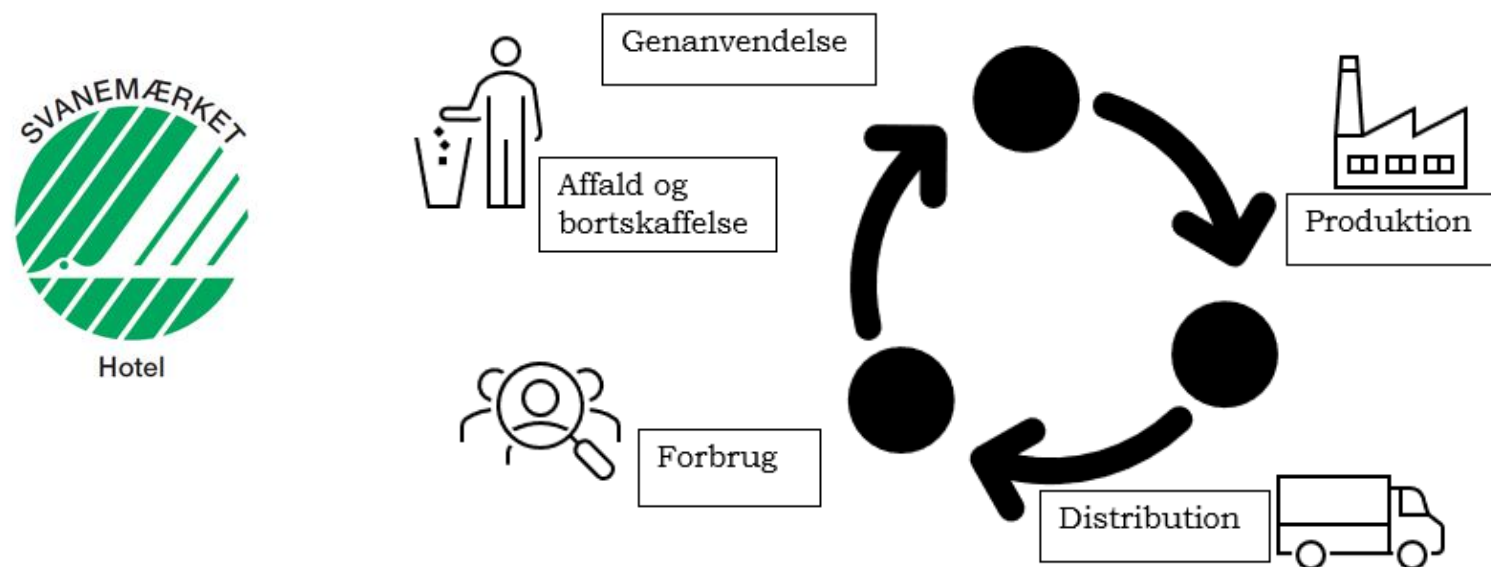 SVANEMÆRKET
Hotel
Genanvendelse
Affald og
bortskaffelse
Produktion
Forbrug
Distribution